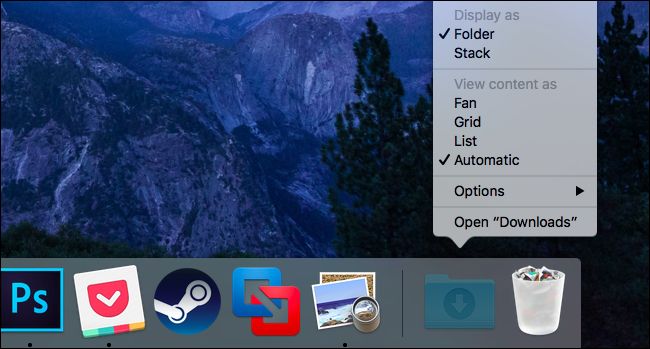 Display as
✓ Folder
Stack
View content as
Fan
Grid
List
✓ Automatic
Options
Open “Downloads”
Ps